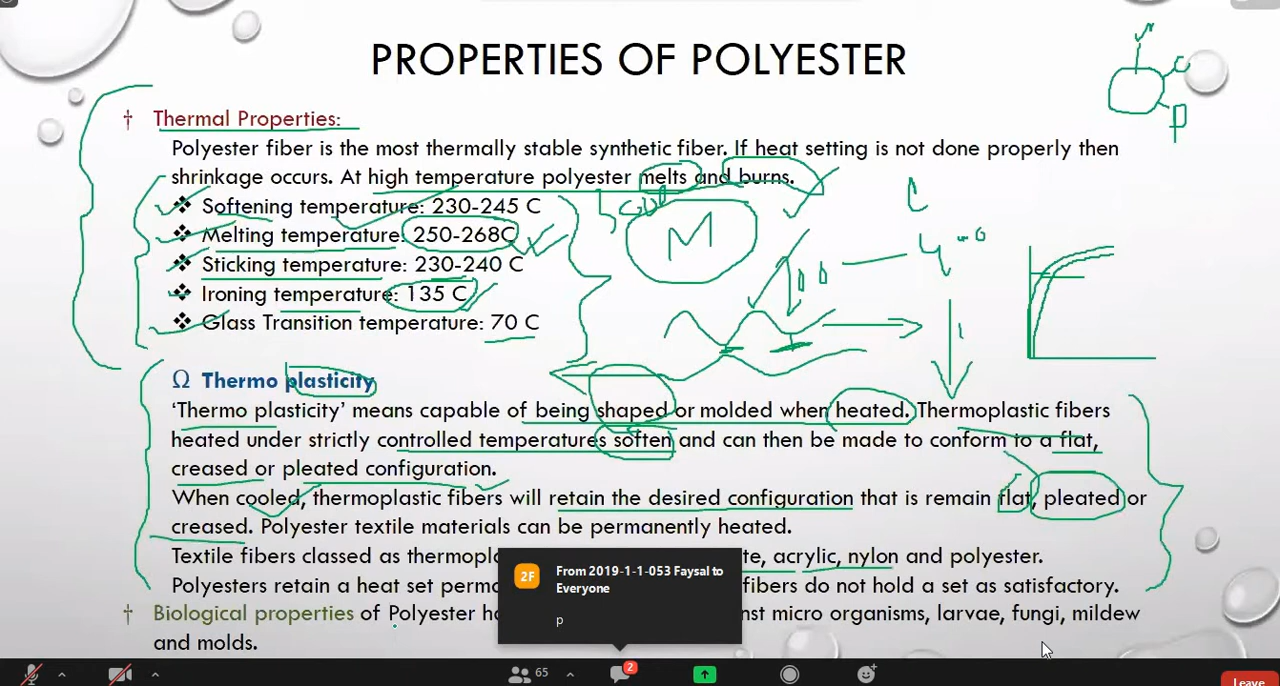 PROPERTIES OF POLYESTER
† Thermal Properties:
Polyester fiber is the most thermally stable synthetic fiber. If heat setting is not done properly then
shrinkage occurs. At high temperature polyester melts and burns.
❖ Softening temperature: 230-245 C
❖ Melting temperature: 250-268C
❖ Sticking temperature: 230-240 C
❖ Ironing temperature: 135 C
❖ Glass Transition temperature: 70 C
M
Ω Thermo plasticity
‘Thermo plasticity’ means capable of being shaped or molded when heated. Thermoplastic fibers
heated under strictly controlled temperatures soften and can then be made to conform to a flat,
creased or pleated configuration.
When cooled, thermoplastic fibers will retain the desired configuration that is remain flat, pleated or
creased. Polyester textile materials can be permanently heated.
Textile fibers classed as te, acrylic, nylon and polyester.
Polyesters retain a heat set fibers do not hold a set as satisfactory.
† Biological properties of Polyester micro organisms, larvae, fungi, mildew
and molds.
2F
From 2019-1-1-053 Faysal to
Everyone
p
65
2
Leave